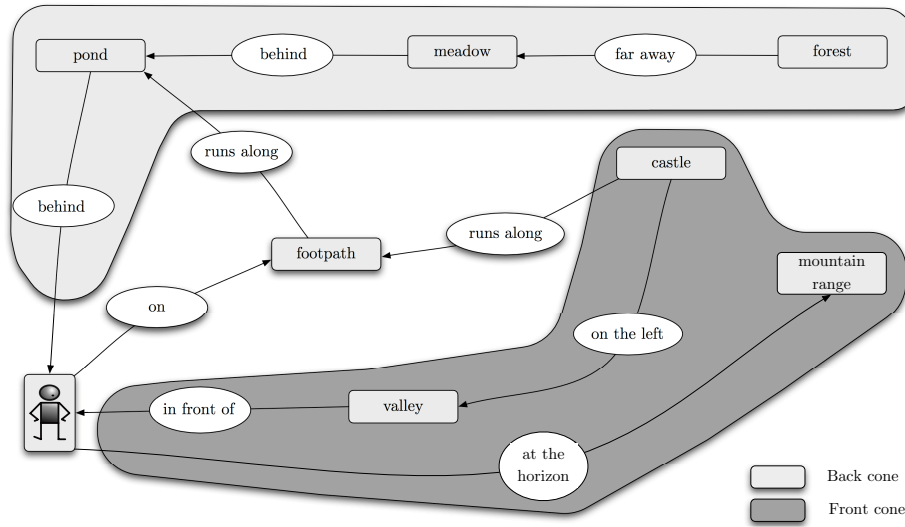 pond
behind
meadow
far away
forest
runs along
castle
behind
runs along
footpath
mountain
range
on
on the left
in front of
valley
at the
horizon
Back cone
Front cone